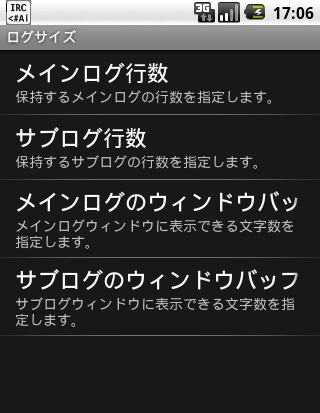 IRC
<#Ai
3G
17:06
ログサイズ
メインログ行数
保持するメインログの行数を指定します。
サブログ行数
保持するサブログの行数を指定します。
メインログのウィンドウバッ
メインログウィンドウに表示できる文字数を
指定します。
サブログのウィンドウバッフ
サブログウィンドウに表示できる文字数を指
定します。